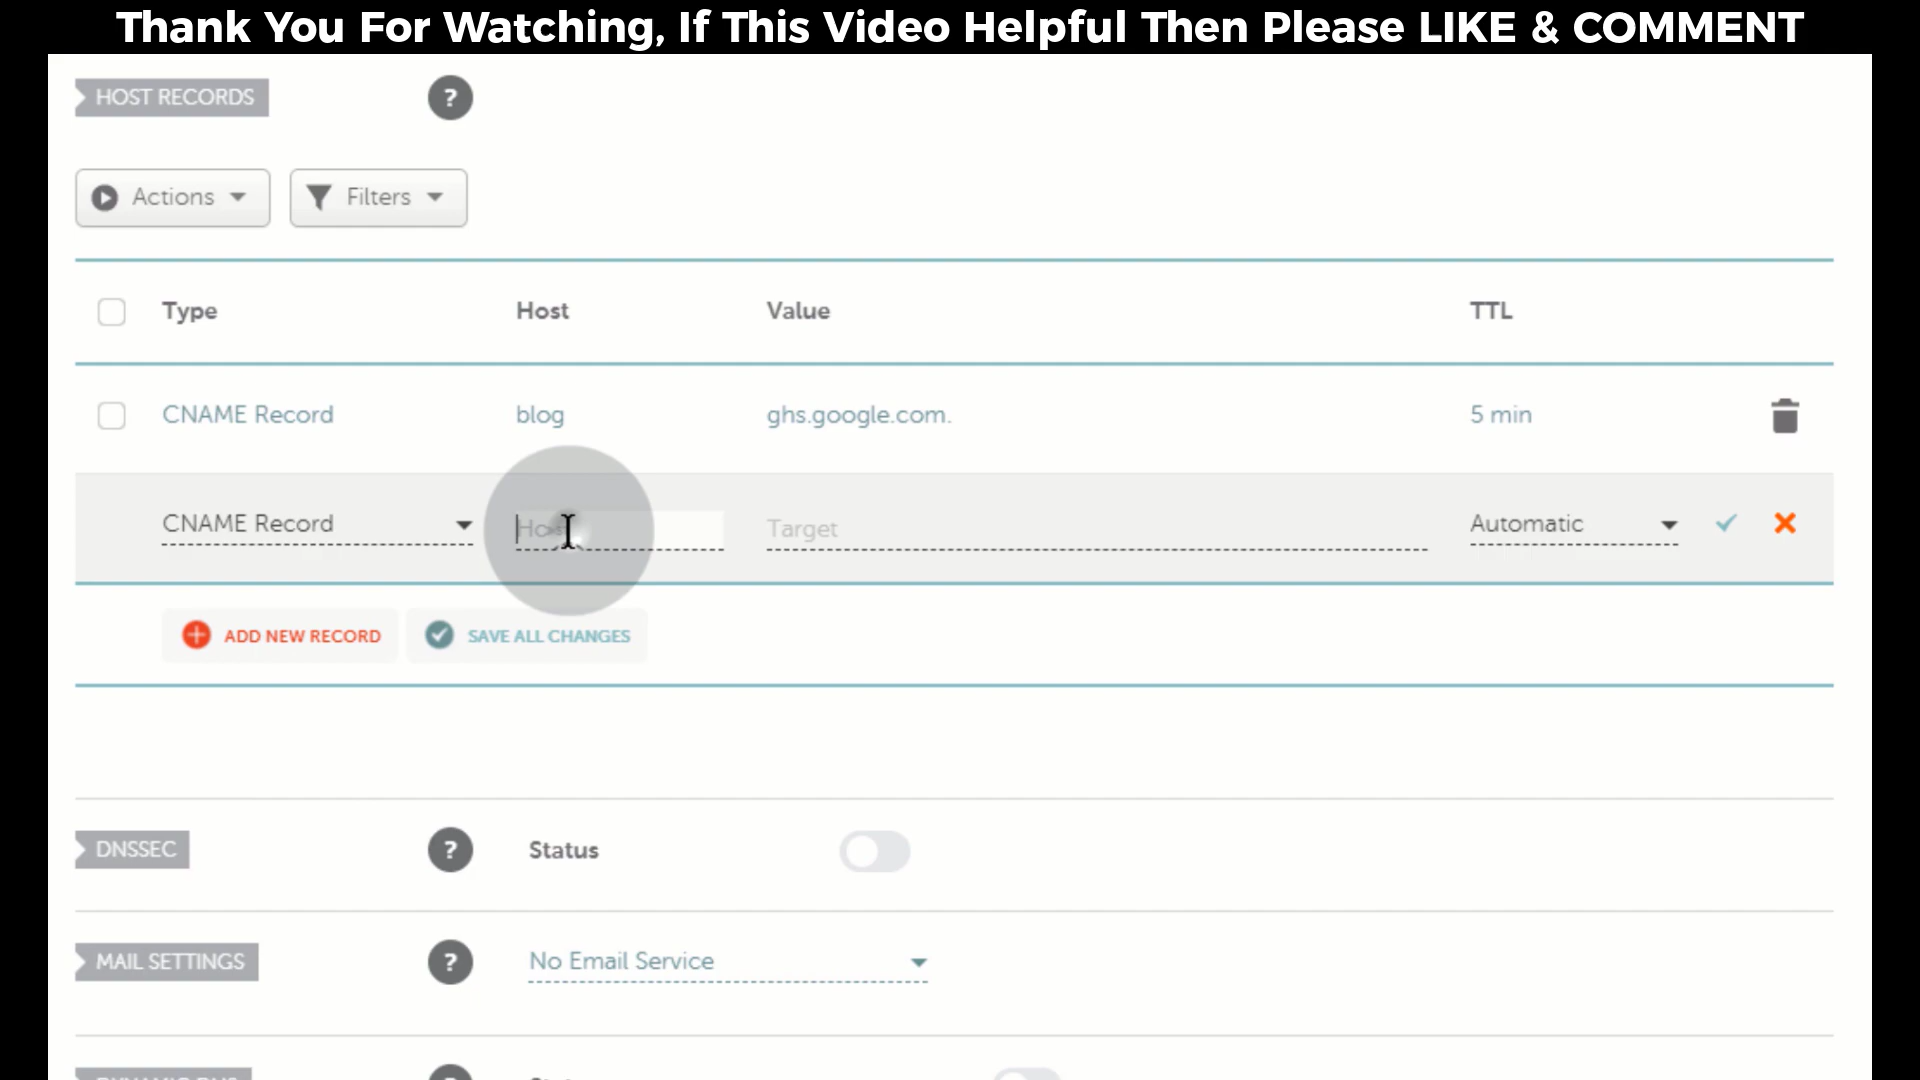 Thank You For Watching, If This Video Helpful Then Please LIKE & COMMENT
HOST RECORDS ?
Actions Filters
Type Host Value TTL
CNAME Record blog ghs.google.com. 5 min
CNAME Record Host Target Automatic
ADD NEW RECORD SAVE ALL CHANGES
DNSSEC ? Status
MAIL SETTINGS ? No Email Service